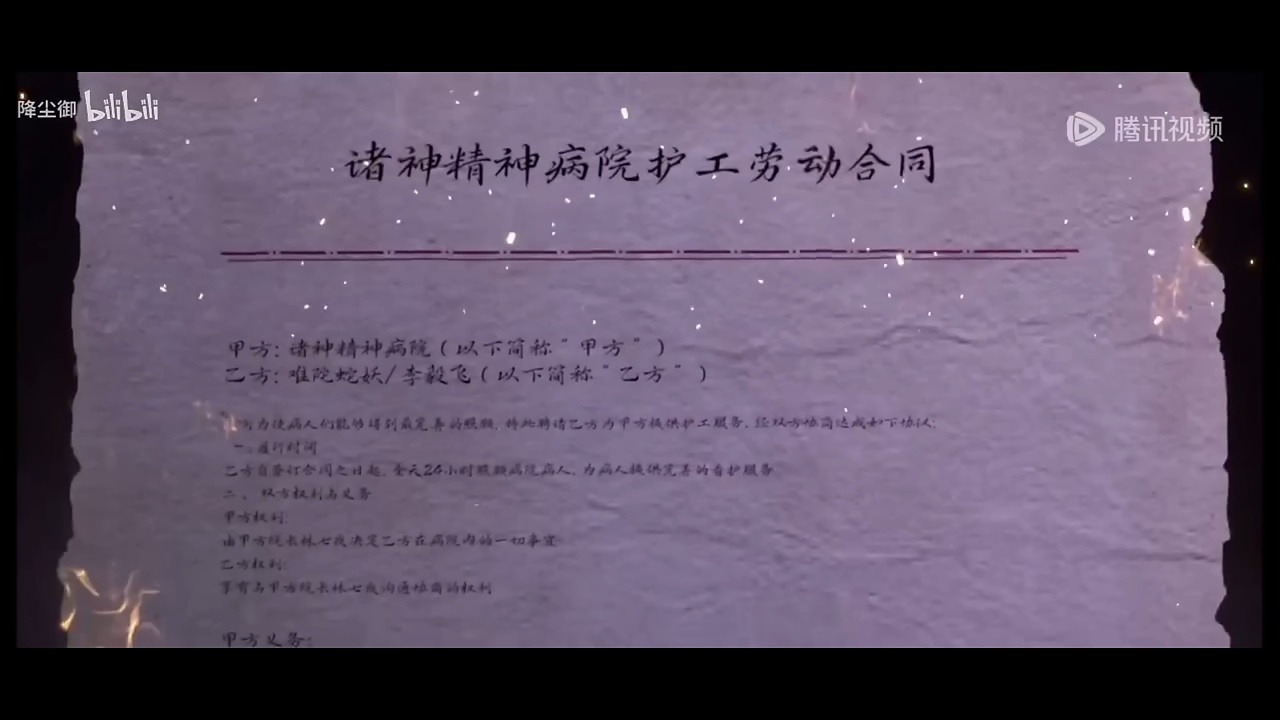 降尘御 bilibili
腾讯视频
诸神精神病院护工劳动合同
甲方：诸神精神病院（以下简称"甲方"）
乙方：难陀蛇妖/李毅飞（以下简称"乙方"）
为使病人们能够得到最完善的照顾，特此聘请乙方为甲方提供护工服务，经双方协商达成如下协议：
一、履行时间
乙方自签订合同之日起，全天24小时照顾病院病人，为病人提供完善的看护服务
二、双方权利与义务
甲方权利：
由甲方院长林七夜决定乙方在病院内的一切事宜
乙方权利：
享有与甲方院长林七夜沟通协商的权利
甲方义务：